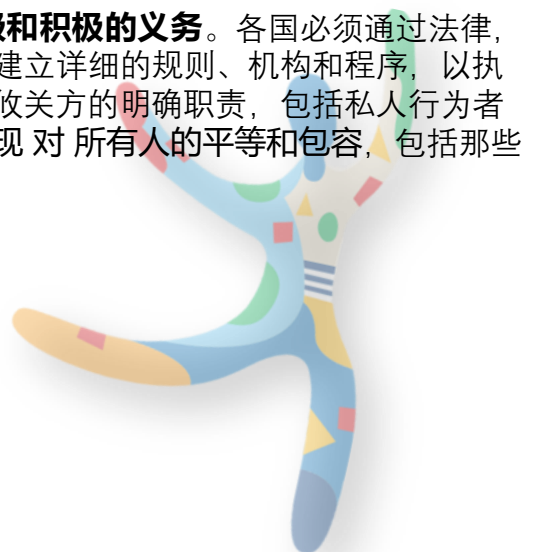 和积极的义务。各国必须通过法律,
建立详细的规则、机构和程序, 以执
攸关方的明确职责, 包括私人行为者
现 对 所有人的平等和包容, 包括那些